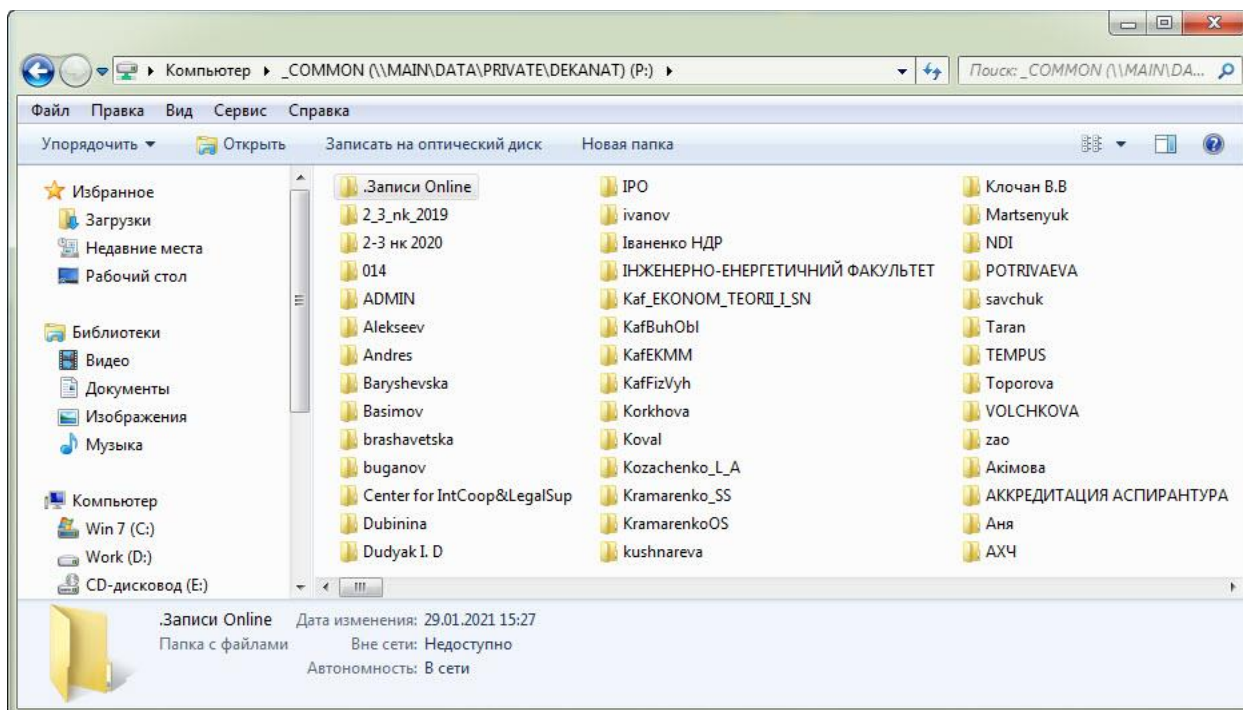 Компьютер ▸ _COMMON (\\MAIN\DATA\PRIVATE\DEKANAT) (P:) ▸
Поиск: _COMMON (\\MAIN\DA...
Файл Правка Вид Сервис Справка
Упорядочить Открыть Записать на оптический диск Новая папка
Избранное
Загрузки
Недавние места
Рабочий стол
Библиотеки
Видео
Документы
Изображения
Музыка
Компьютер
Win 7 (C:)
Work (D:)
CD-дисковод (E:)
.Записи Online
2_3_nk_2019
2-3 нк 2020
014
ADMIN
Alekseev
Andres
Baryshevska
Basimov
brashavetska
buganov
Center for IntCoop&LegalSup
Dubinina
Dudyak I. D
IPO
ivanov
Іваненко НДР
ІНЖЕНЕРНО-ЕНЕРГЕТИЧНИЙ ФАКУЛЬТЕТ
Kaf_EKONOM_TEORII_I_SN
KafBuhObl
KafEKMM
KafFizVyh
Korkhova
Koval
Kozachenko_L_A
Kramarenko_SS
KramarenkoOS
kushnareva
Клочан В.В
Martsenyuk
NDI
POTRIVAEVA
savchuk
Taran
TEMPUS
Toporova
VOLCHKOVA
zao
Акімова
АККРЕДИТАЦИЯ АСПИРАНТУРА
Аня
АХЧ
.Записи Online Дата изменения: 29.01.2021 15:27
Папка с файлами Вне сети: Недоступно
Автономность: В сети